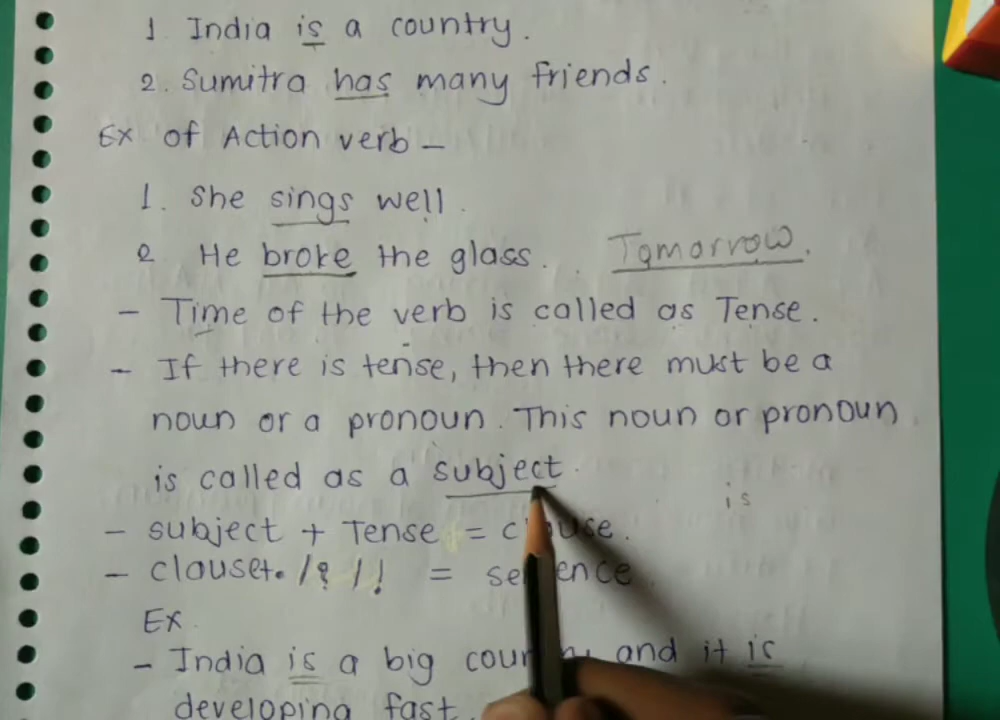 1 India is a country.
2. Sumitra has many friends.
Ex of Action verb –
1. She sings well.
2 He broke the glass. Tomorrow.
- Time of the verb is called as Tense.
- If there is tense, then there must be a
noun or a pronoun. This noun or pronoun
is called as a subject.
is
- subject + Tense = clause.
- clause+. /? /! = sentence
Ex.
- India is a big country and it is
developing fast.